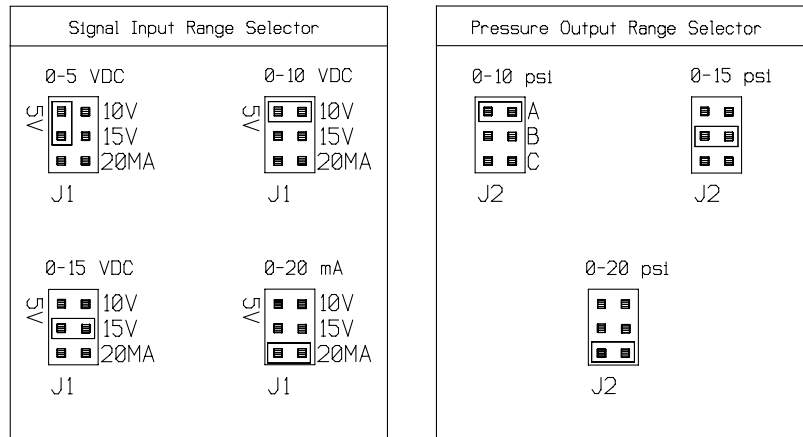 Signal Input Range Selector
0-5 VDC
5V
10V
15V
20MA
J1
0-10 VDC
10V
15V
20MA
J1
0-15 VDC
5V
10V
15V
20MA
J1
0-20 mA
5V
10V
15V
20MA
J1
Pressure Output Range Selector
0-10 psi
A
B
C
J2
0-15 psi
J2
0-20 psi
J2